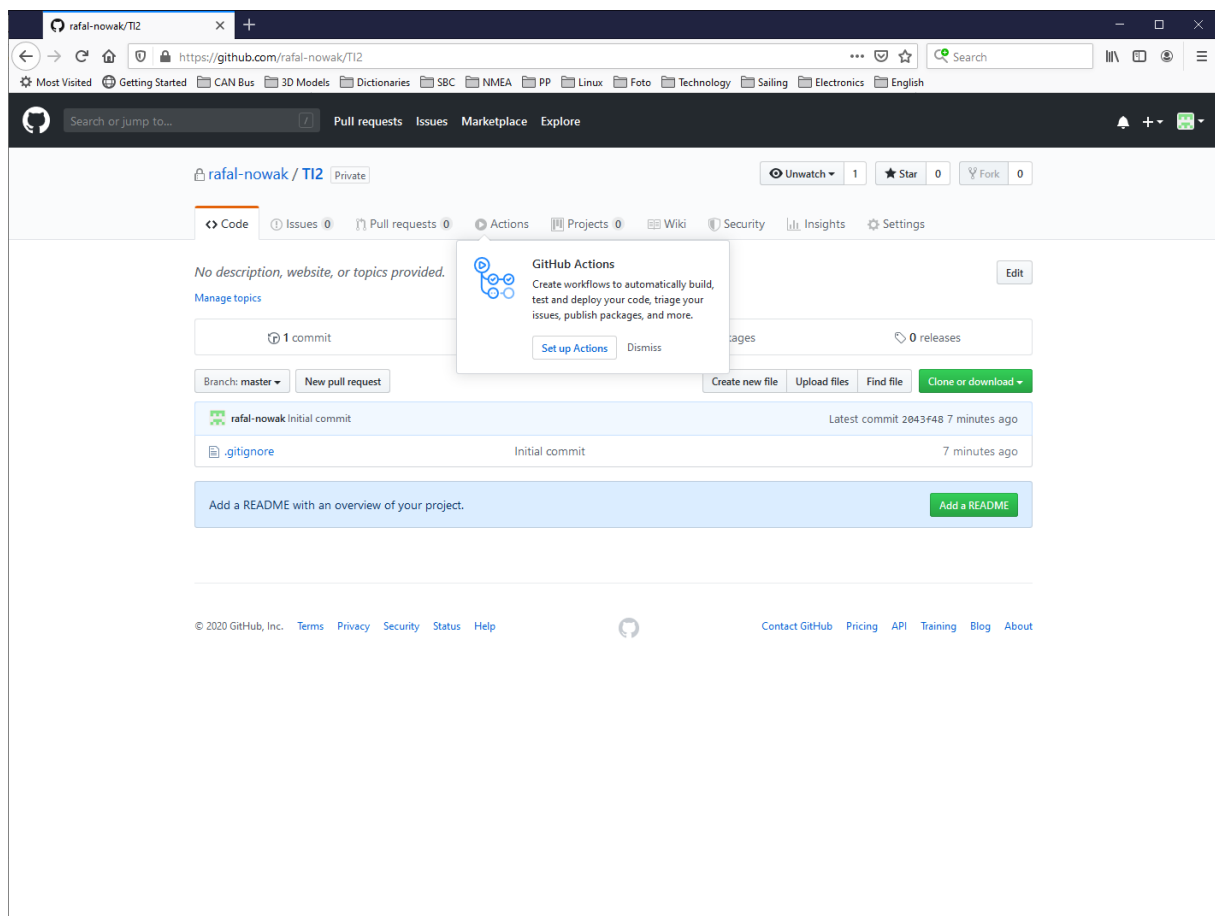 rafal-nowak/TI2
https://github.com/rafal-nowak/TI2 Search
Most Visited Getting Started CAN Bus 3D Models Dictionaries SBC NMEA PP Linux Foto Technology Sailing Electronics English
Search or jump to... / Pull requests Issues Marketplace Explore
rafal-nowak / TI2 Private Unwatch 1 Star 0 Fork 0
Code Issues 0 Pull requests 0 Actions Projects 0 Wiki Security Insights Settings
No description, website, or topics provided. Edit
Manage topics
GitHub Actions
Create workflows to automatically build,
test and deploy your code, triage your
issues, publish packages, and more.
Set up Actions Dismiss
1 commit 0 releases
Branch: master New pull request Create new file Upload files Find file Clone or download
rafal-nowak Initial commit Latest commit 2043f48 7 minutes ago
.gitignore Initial commit 7 minutes ago
Add a README with an overview of your project. Add a README
© 2020 GitHub, Inc. Terms Privacy Security Status Help Contact GitHub Pricing API Training Blog About